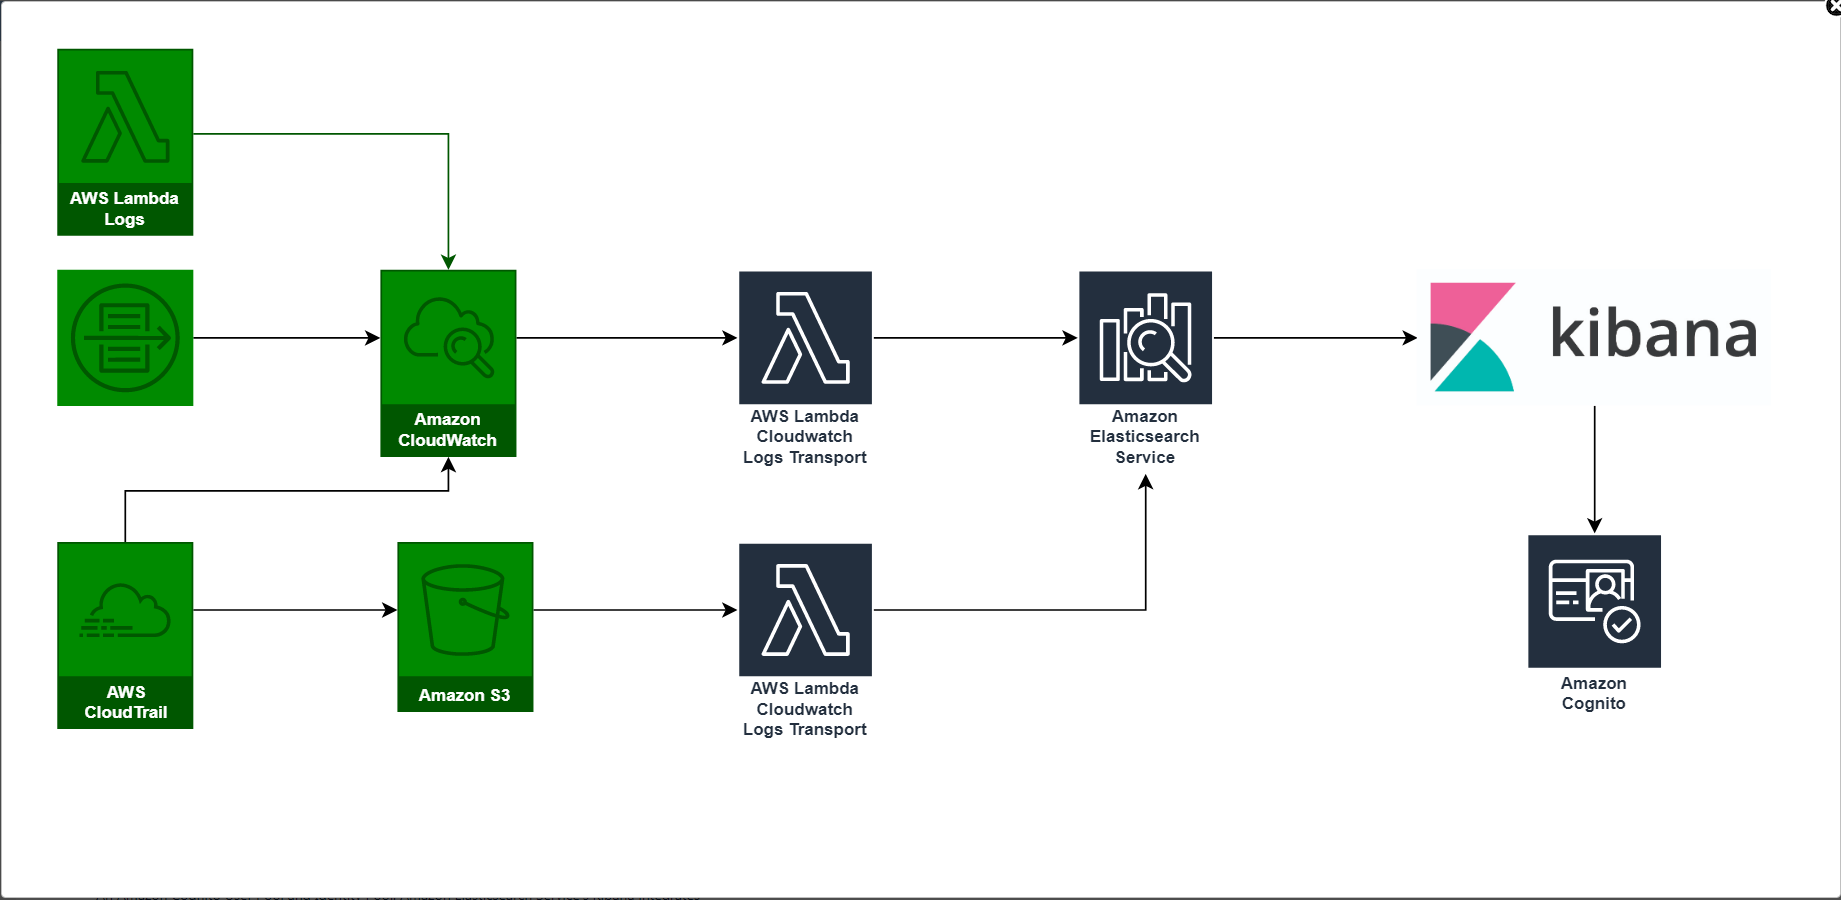 AWS Lambda
Logs
Amazon
CloudWatch
AWS Lambda
Cloudwatch
Logs Transport
Amazon
Elasticsearch
Service
kibana
AWS
CloudTrail
Amazon S3
AWS Lambda
Cloudwatch
Logs Transport
Amazon
Cognito